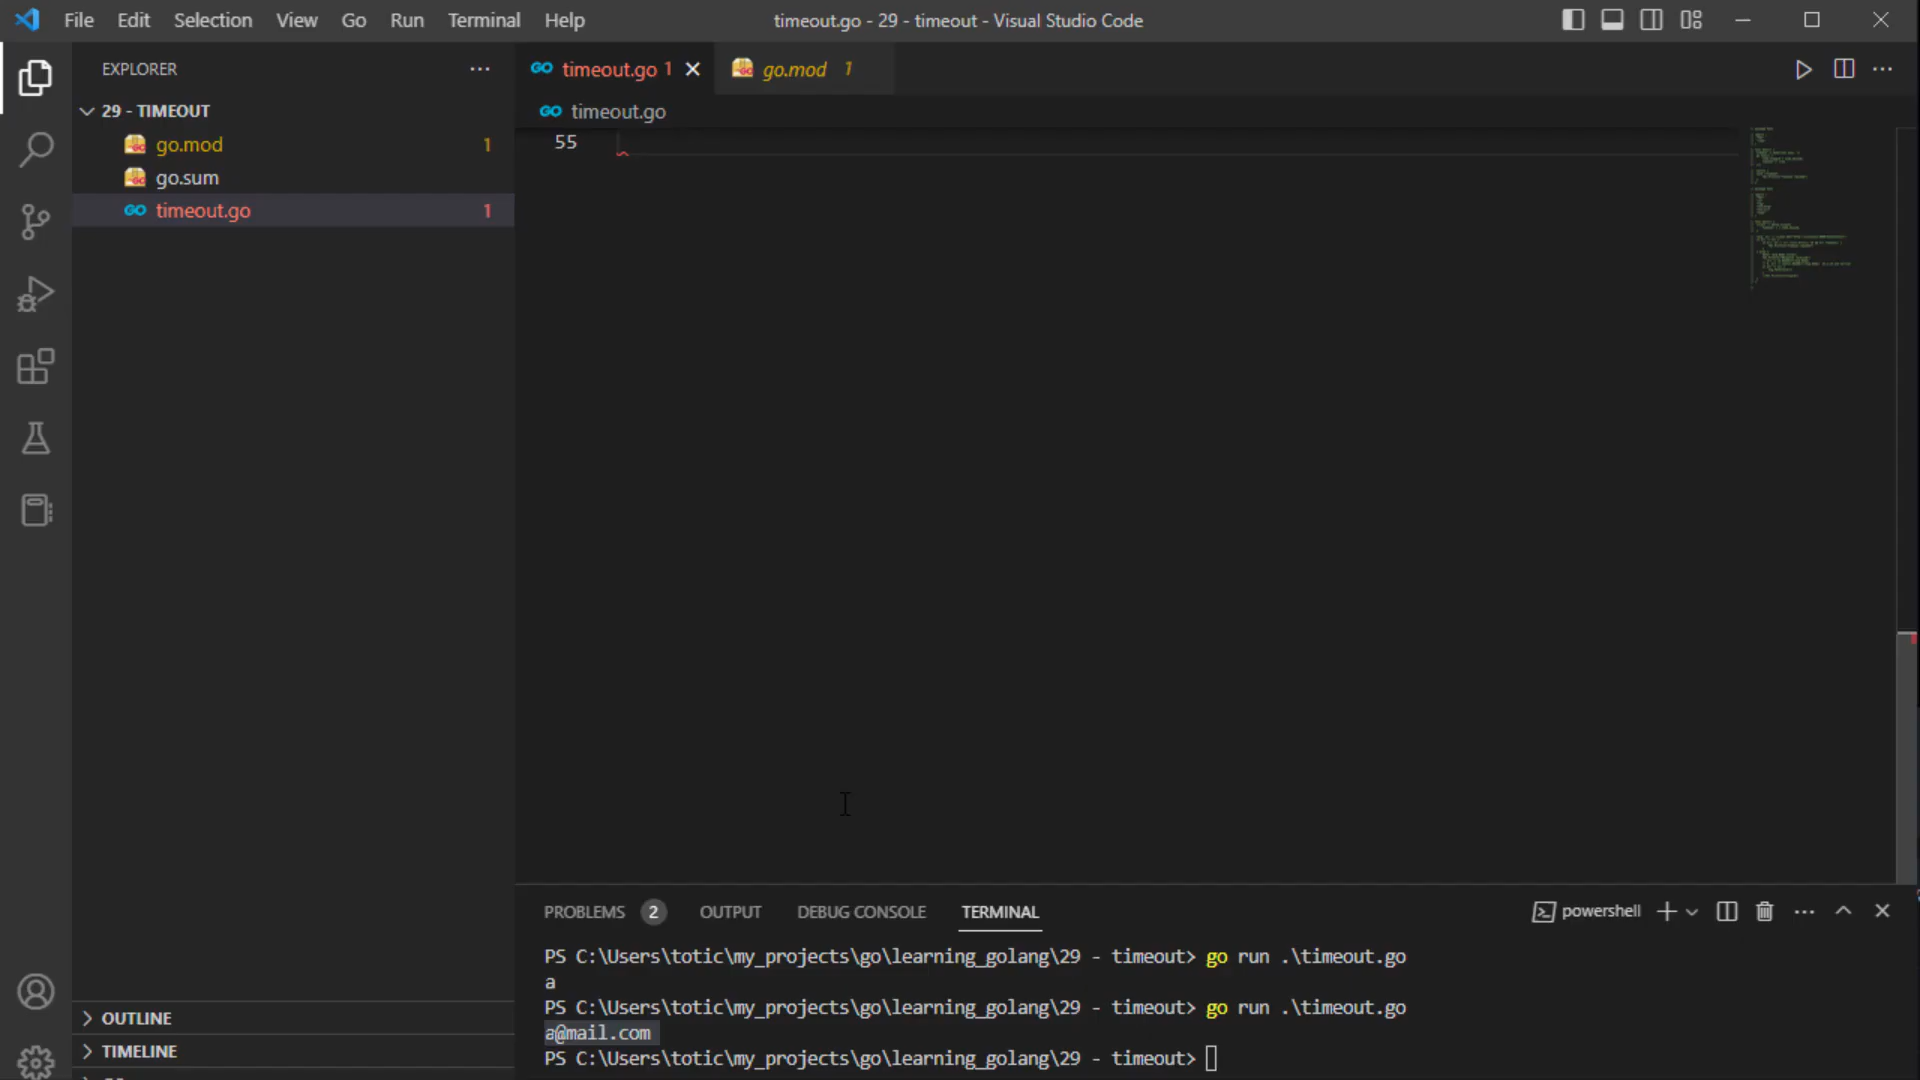 File Edit Selection View Go Run Terminal Help
timeout.go - 29 - timeout - Visual Studio Code
EXPLORER
29 - TIMEOUT
go.mod 1
go.sum
timeout.go 1
OUTLINE
TIMELINE
timeout.go 1
go.mod 1
timeout.go
55
PROBLEMS 2 OUTPUT DEBUG CONSOLE TERMINAL
powershell
PS C:\Users\totic\my_projects\go\learning_golang\29 - timeout> go run .\timeout.go
a
PS C:\Users\totic\my_projects\go\learning_golang\29 - timeout> go run .\timeout.go
a@mail.com
PS C:\Users\totic\my_projects\go\learning_golang\29 - timeout>